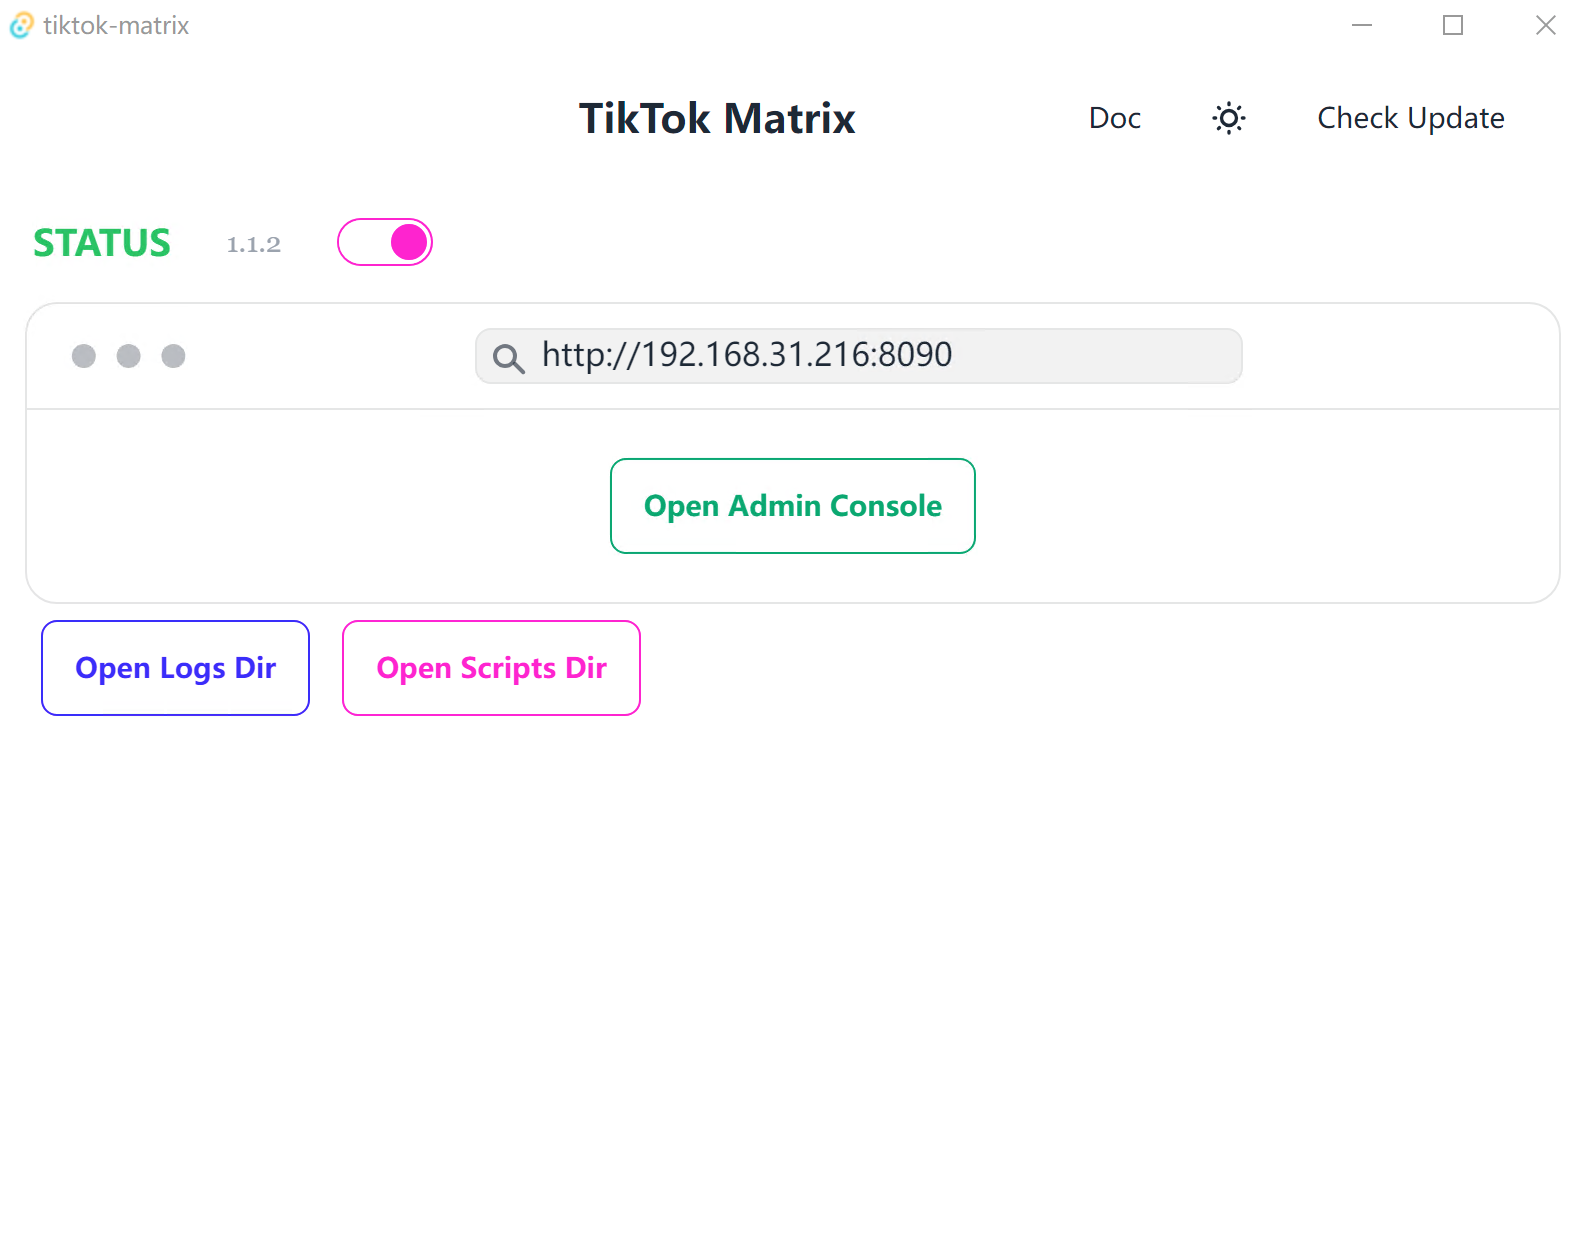 tiktok-matrix
TikTok Matrix
Doc
Check Update
STATUS
1.1.2
http://192.168.31.216:8090
Open Admin Console
Open Logs Dir
Open Scripts Dir